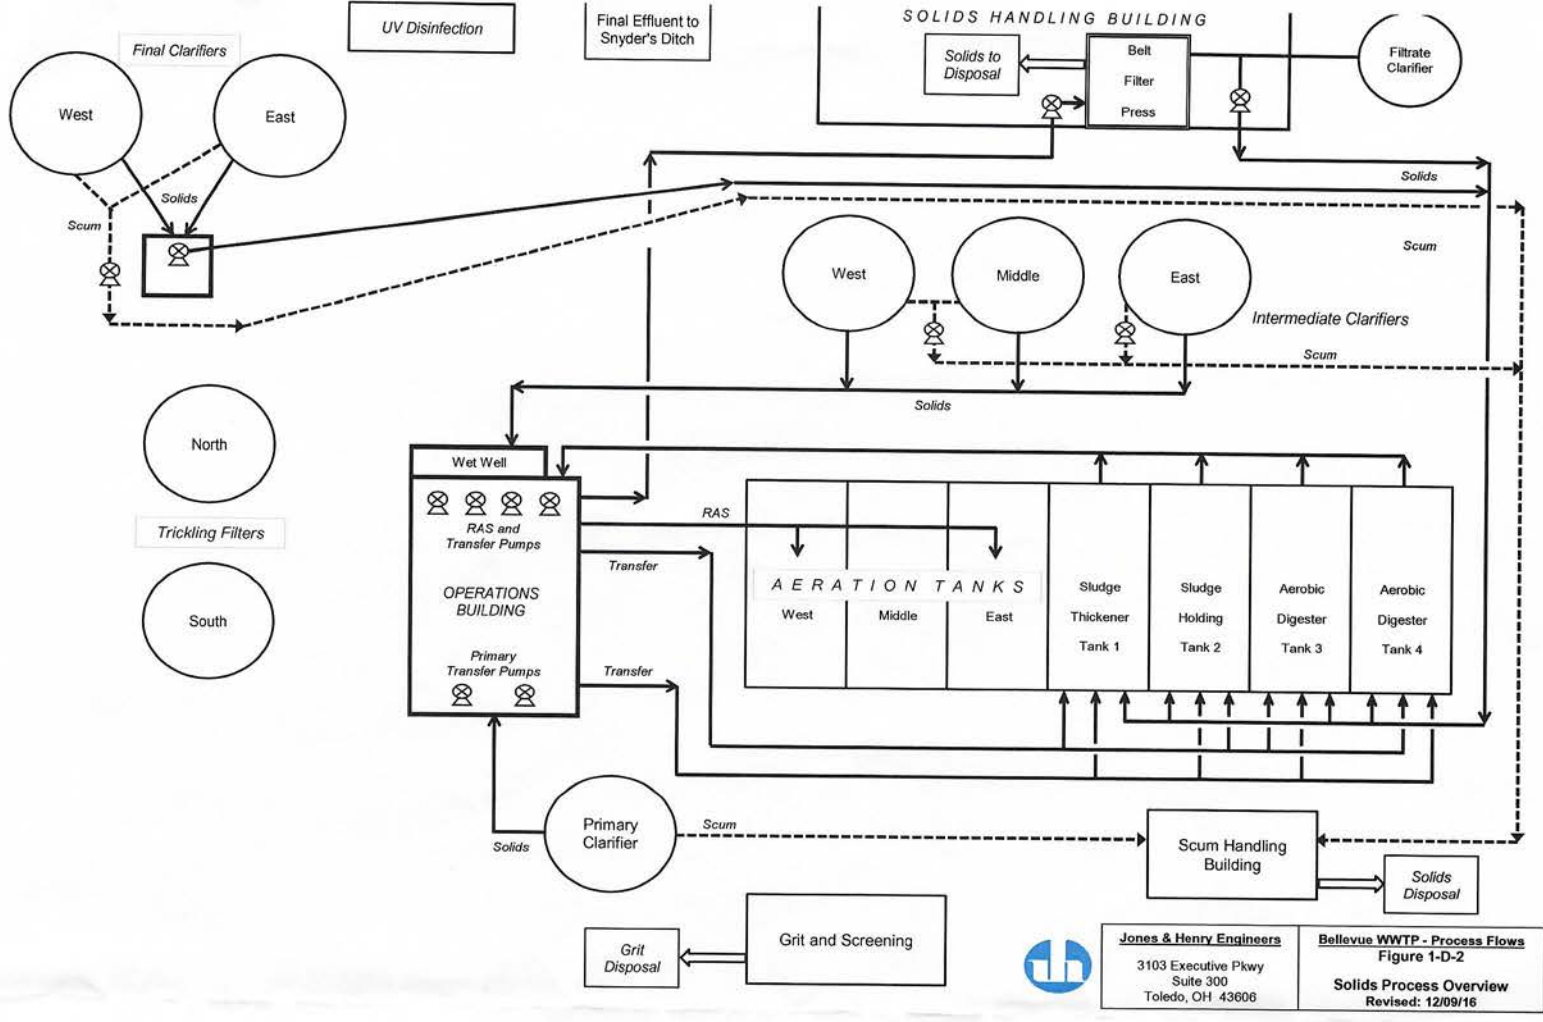 UV Disinfection
Final Effluent to
Snyder's Ditch
SOLIDS HANDLING BUILDING
Final Clarifiers
West
East
Solids
Scum
Solids to
Disposal
Belt
Filter
Press
Filtrate
Clarifier
Solids
Scum
West
Middle
East
Intermediate Clarifiers
Scum
Solids
North
Trickling Filters
South
Wet Well
RAS and
Transfer Pumps
OPERATIONS
BUILDING
Primary
Transfer Pumps
RAS
Transfer
Transfer
AERATION TANKS
West
Middle
East
Sludge
Thickener
Tank 1
Sludge
Holding
Tank 2
Aerobic
Digester
Tank 3
Aerobic
Digester
Tank 4
Primary
Clarifier
Solids
Scum
Scum Handling
Building
Solids
Disposal
Grit
Disposal
Grit and Screening
Jones & Henry Engineers
3103 Executive Pkwy
Suite 300
Toledo, OH 43606
Bellevue WWTP - Process Flows
Figure 1-D-2
Solids Process Overview
Revised: 12/09/16